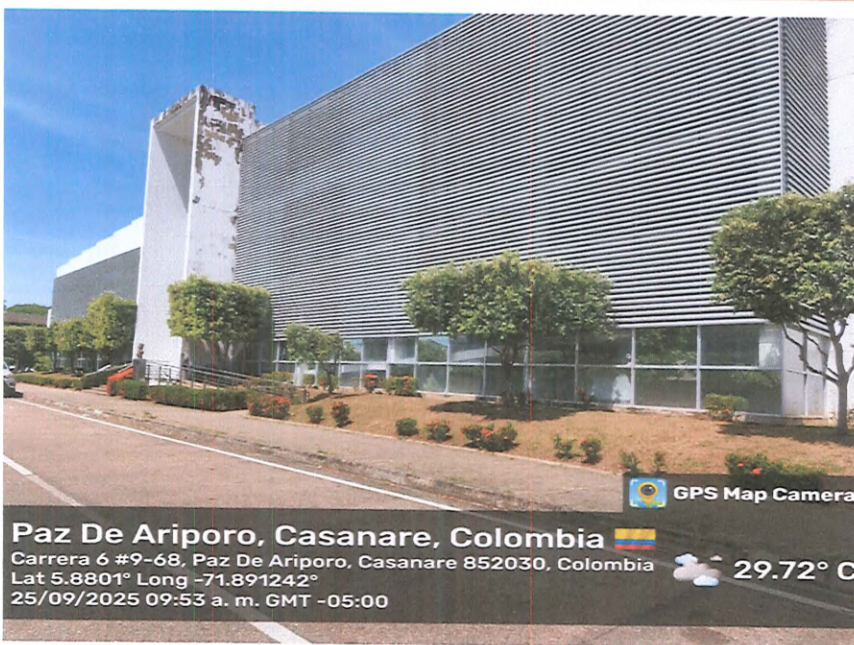 GPS Map Camera
Paz De Ariporo, Casanare, Colombia
Carrera 6 #9-68, Paz De Ariporo, Casanare 852030, Colombia
Lat 5.8801° Long -71.891242°
25/09/2025 09:53 a. m. GMT -05:00
29.72° C